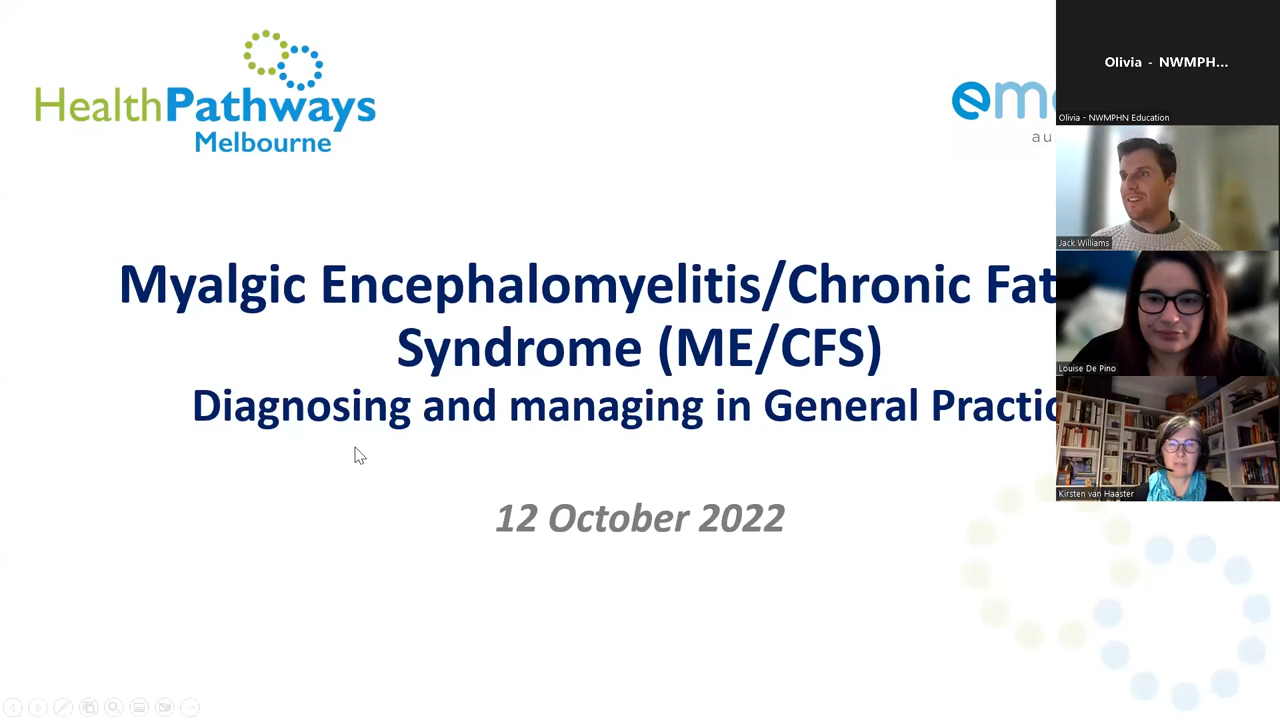 HealthPathways
Melbourne
Myalgic Encephalomyelitis/Chronic Fat
Syndrome (ME/CFS)
Diagnosing and managing in General Practic
12 October 2022
Olivia - NWMPH...
Olivia - NWMPHN Education
Jack Williams
Louise De Pino
Kirsten van Haaster